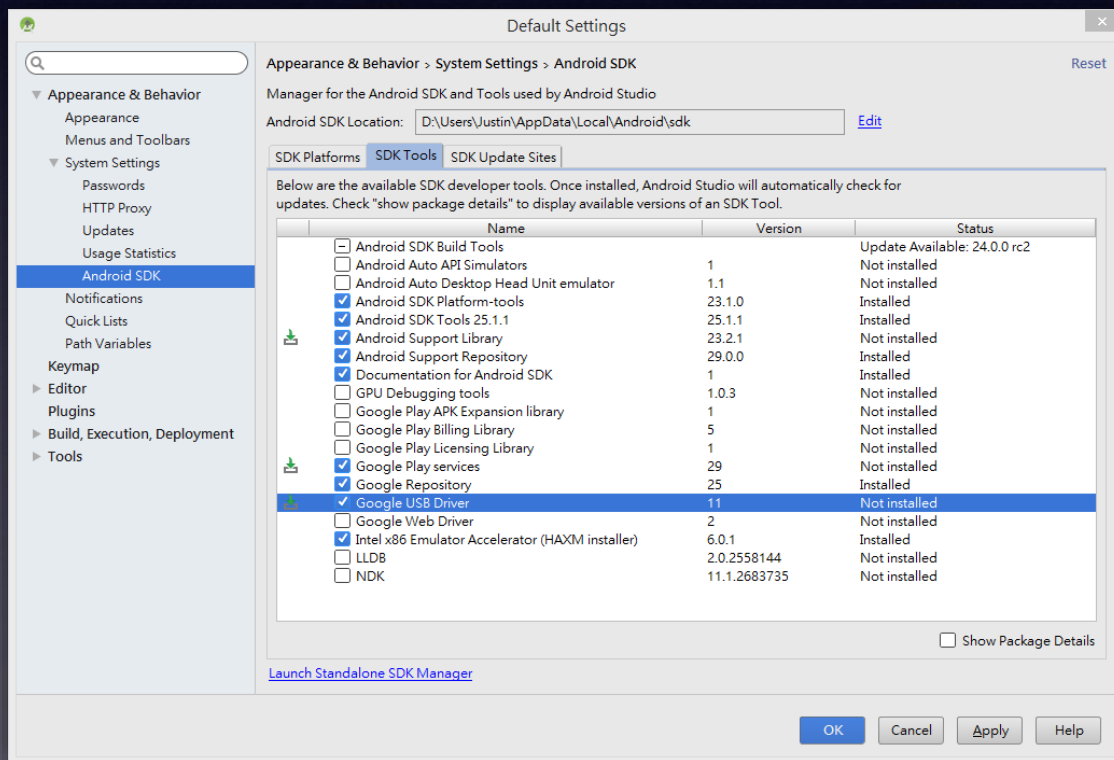 Default Settings
Appearance & Behavior
Appearance
Menus and Toolbars
System Settings
Passwords
HTTP Proxy
Updates
Usage Statistics
Android SDK
Notifications
Quick Lists
Path Variables
Keymap
Editor
Plugins
Build, Execution, Deployment
Tools
Appearance & Behavior › System Settings › Android SDK Reset
Manager for the Android SDK and Tools used by Android Studio
Android SDK Location: D:\Users\Justin\AppData\Local\Android\sdk Edit
SDK Platforms SDK Tools SDK Update Sites
Below are the available SDK developer tools. Once installed, Android Studio will automatically check for
updates. Check "show package details" to display available versions of an SDK Tool.
Name Version Status
Android SDK Build Tools Update Available: 24.0.0 rc2
Android Auto API Simulators 1 Not installed
Android Auto Desktop Head Unit emulator 1.1 Not installed
Android SDK Platform-tools 23.1.0 Installed
Android SDK Tools 25.1.1 25.1.1 Installed
Android Support Library 23.2.1 Not installed
Android Support Repository 29.0.0 Installed
Documentation for Android SDK 1 Installed
GPU Debugging tools 1.0.3 Not installed
Google Play APK Expansion library 1 Not installed
Google Play Billing Library 5 Not installed
Google Play Licensing Library 1 Not installed
Google Play services 29 Not installed
Google Repository 25 Installed
Google USB Driver 11 Not installed
Google Web Driver 2 Not installed
Intel x86 Emulator Accelerator (HAXM installer) 6.0.1 Installed
LLDB 2.0.2558144 Not installed
NDK 11.1.2683735 Not installed
Show Package Details
Launch Standalone SDK Manager
OK Cancel Apply Help